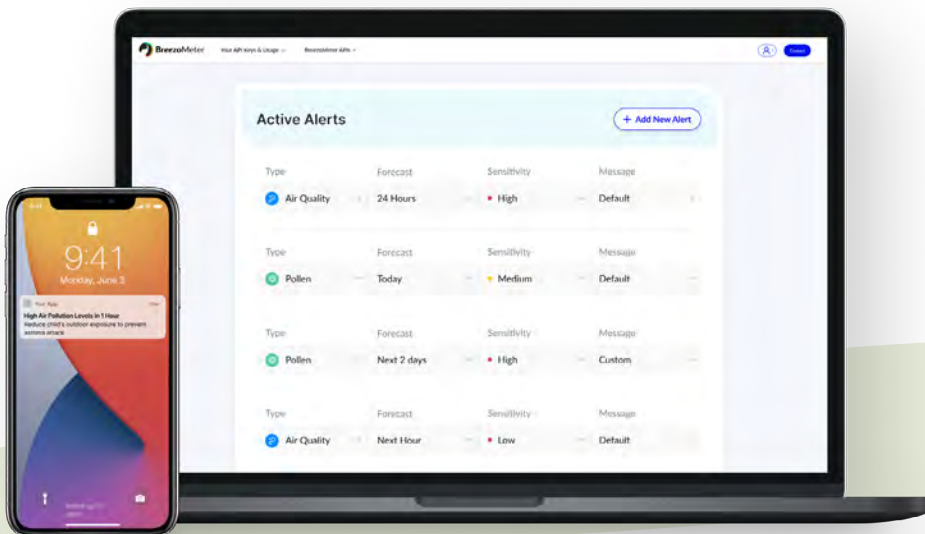 BreezoMeter Your API Keys & Usage BreezoMeter APIs
Active Alerts + Add New Alert
Type Forecast Sensitivity Message
Air Quality 24 Hours High Default
Type Forecast Sensitivity Message
Pollen Today Medium Default
Type Forecast Sensitivity Message
Pollen Next 2 days High Custom
Type Forecast Sensitivity Message
Air Quality Next Hour Low Default
9:41
9:41
Monday, June 3
Your App
High Air Pollution Levels in 1 Hour
Reduce child's outdoor exposure to prevent
asthma attack